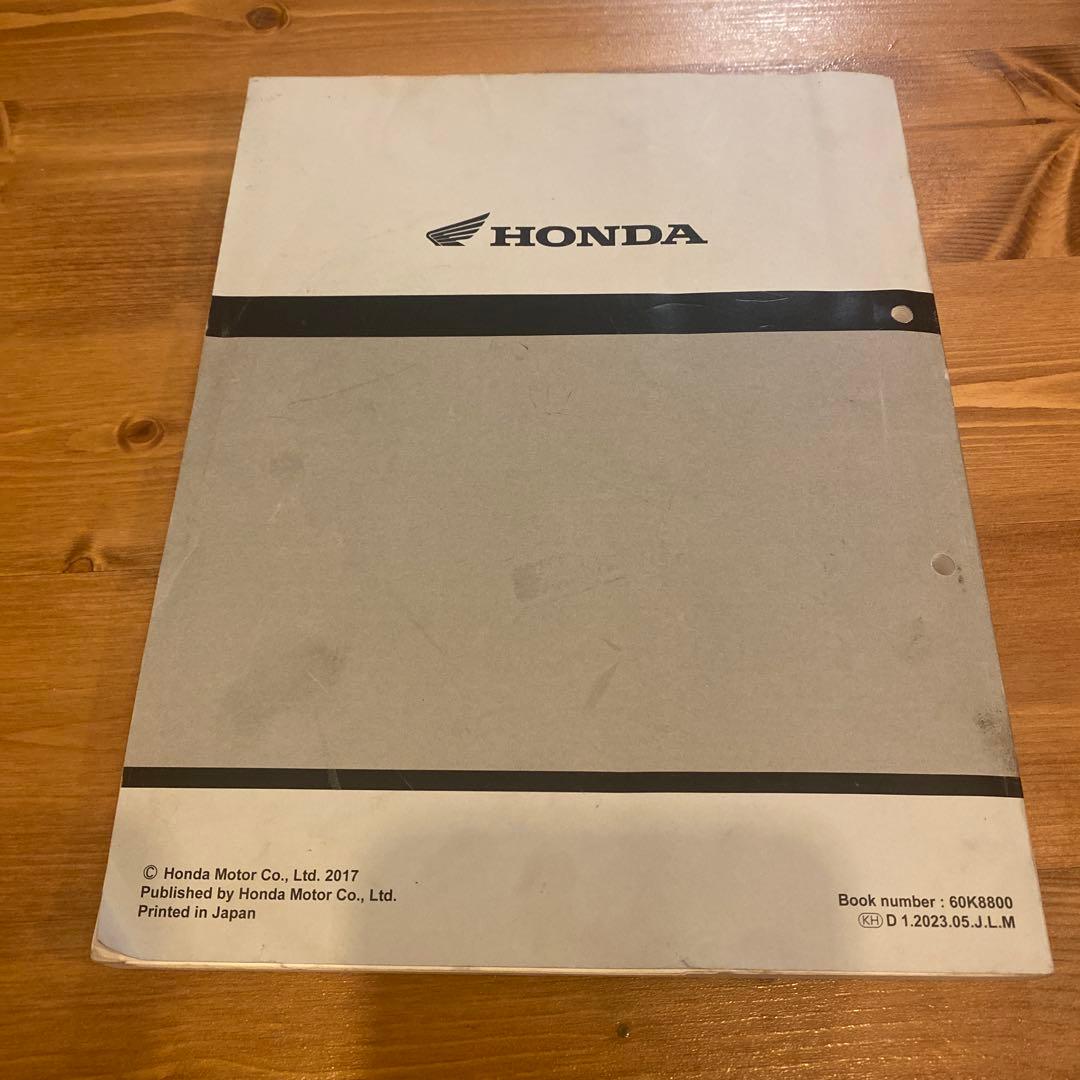 HONDA
© Honda Motor Co., Ltd. 2017
Published by Honda Motor Co., Ltd.
Printed in Japan
Book number : 60K8800
KH D 1.2023.05.J.L.M